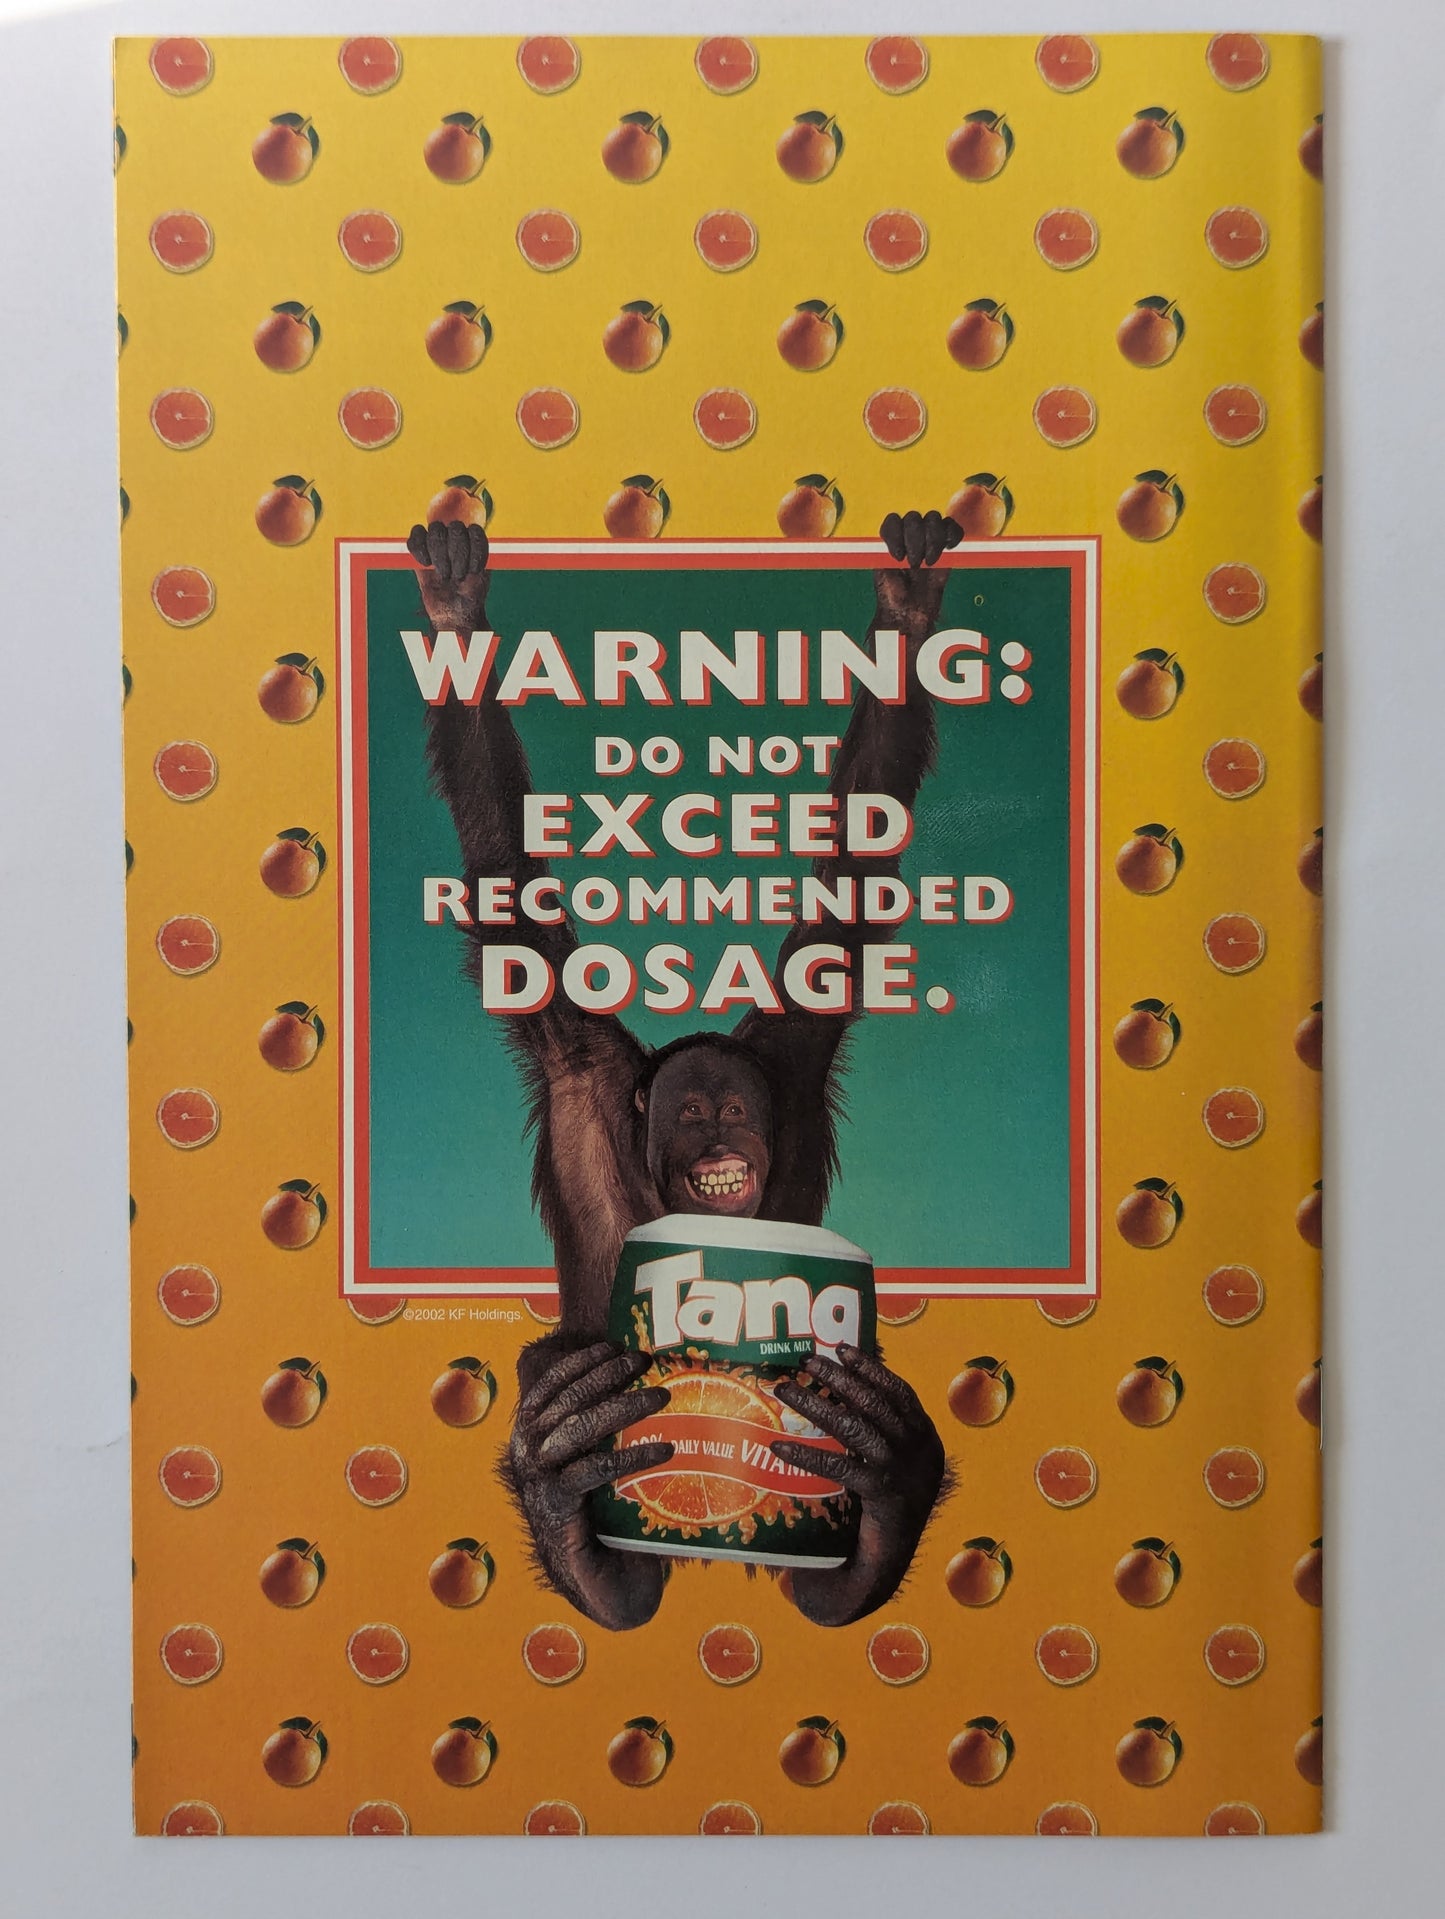 WARNING:
DO NOT
EXCEED
RECOMMENDED
DOSAGE.
Tang
DRINK MIX
DAILY VALUE
©2002 KF Holdings.